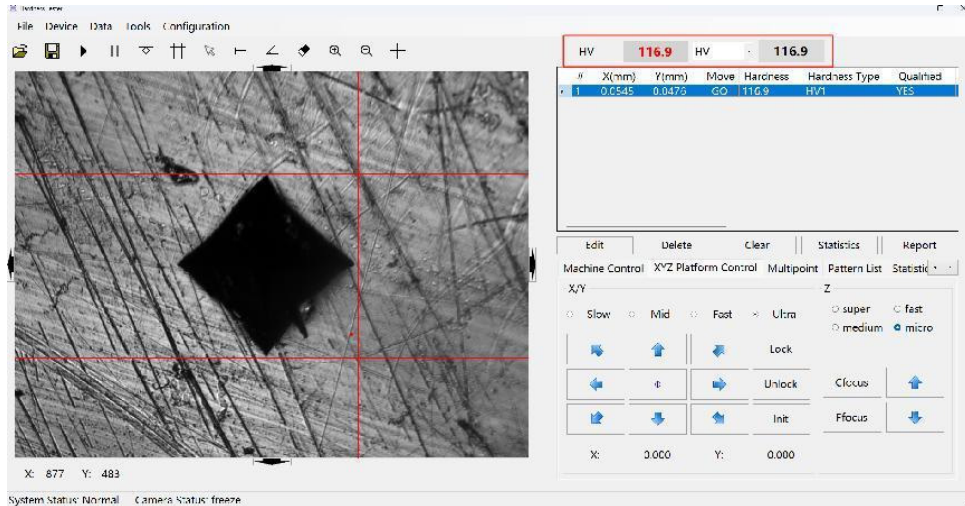 Hardness Tester
File Device Data Tools Configuration
HV 116.9 HV - 116.9
# X(mm) Y(mm) Move Hardness Hardness Type Qualified
1 0.0545 0.0476 GO 116.9 HV1 YES
Edit Delete Clear Statistics Report
Machine Control XYZ Platform Control Multipoint Pattern List Statistic
X/Y Z
Slow Mid Fast Ultra super fast
medium micro
Lock
Unlock Cfocus
Init Ffocus
X: 0.000 Y: 0.000
X: 877 Y: 483
System Status: Normal Camera Status: freeze